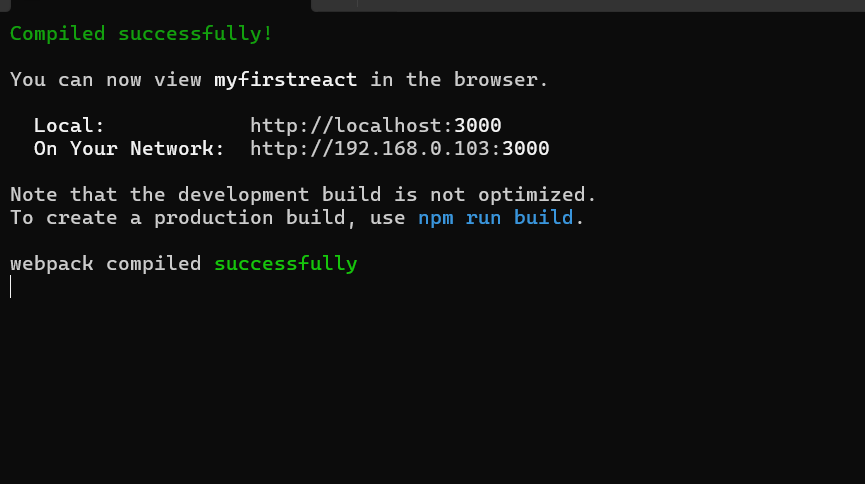 Compiled successfully!
You can now view myfirstreact in the browser.
Local: http://localhost:3000
On Your Network: http://192.168.0.103:3000
Note that the development build is not optimized.
To create a production build, use npm run build.
webpack compiled successfully